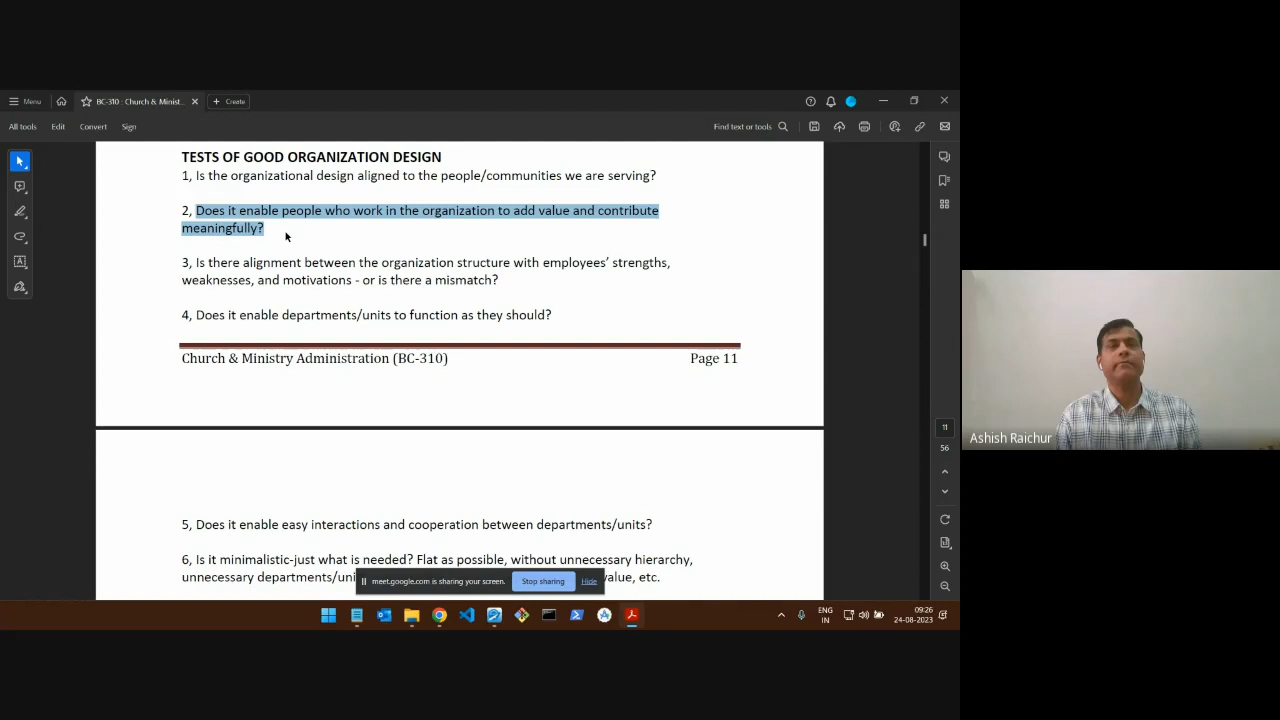 Menu
BC-310 : Church & Minist...
Create
All tools
Edit
Convert
Sign
Find text or tools
TESTS OF GOOD ORGANIZATION DESIGN
1, Is the organizational design aligned to the people/communities we are serving?
2, Does it enable people who work in the organization to add value and contribute
meaningfully?
3, Is there alignment between the organization structure with employees’ strengths,
weaknesses, and motivations - or is there a mismatch?
4, Does it enable departments/units to function as they should?
Church & Ministry Administration (BC-310)
Page 11
11
56
5, Does it enable easy interactions and cooperation between departments/units?
6, Is it minimalistic-just what is needed? Flat as possible, without unnecessary hierarchy,
unnecessary departments/uni
value, etc.
meet.google.com is sharing your screen.
Stop sharing
Hide
ENG
IN
09:26
24-08-2023
Ashish Raichur